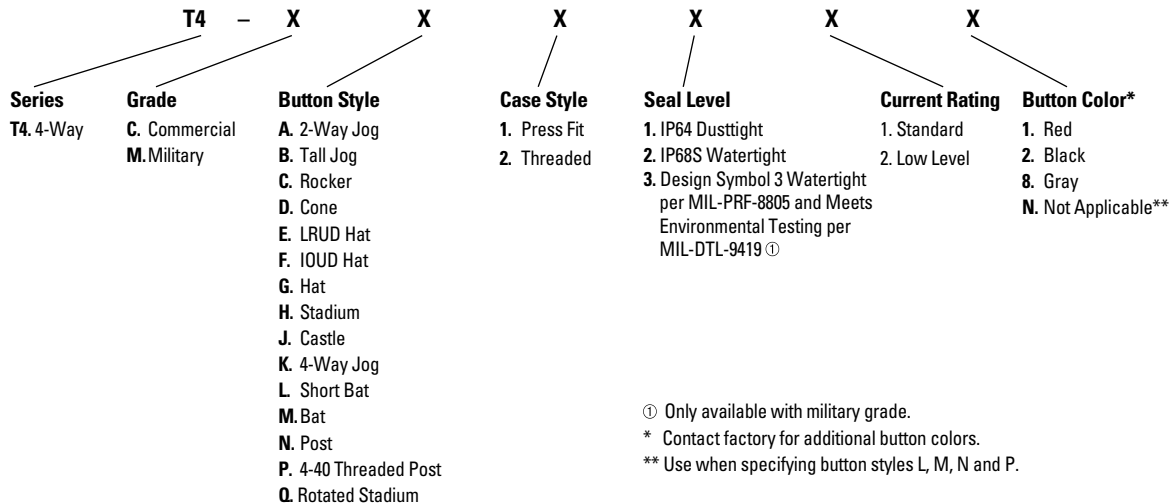 T4 – X X X X X X
Series
T4. 4-Way
Grade
C. Commercial
M. Military
Button Style
A. 2-Way Jog
B. Tall Jog
C. Rocker
D. Cone
E. LRUD Hat
F. IOUD Hat
G. Hat
H. Stadium
J. Castle
K. 4-Way Jog
L. Short Bat
M. Bat
N. Post
P. 4-40 Threaded Post
Q. Rotated Stadium
Case Style
1. Press Fit
2. Threaded
Seal Level
1. IP64 Dusttight
2. IP68S Watertight
3. Design Symbol 3 Watertight
per MIL-PRF-8805 and Meets
Environmental Testing per
MIL-DTL-9419 ①
Current Rating
1. Standard
2. Low Level
Button Color*
1. Red
2. Black
8. Gray
N. Not Applicable**
① Only available with military grade.
* Contact factory for additional button colors.
** Use when specifying button styles L, M, N and P.